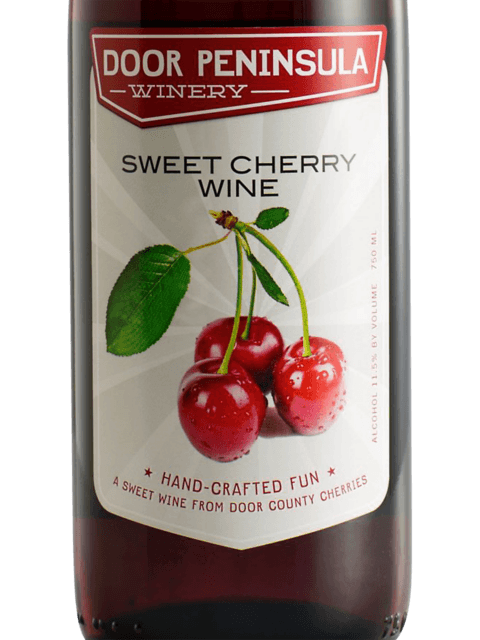 DOOR PENINSULA
WINERY
SWEET CHERRY
WINE
ALCOHOL 11.5% BY VOLUME 750 ML
★ HAND-CRAFTED FUN ★
A SWEET WINE FROM DOOR COUNTY CHERRIES